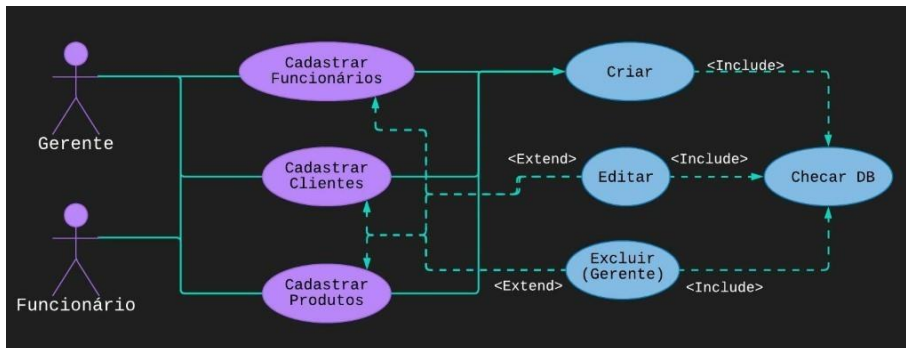 Gerente
Funcionário
Cadastrar
Funcionários
Cadastrar
Clientes
Cadastrar
Produtos
Criar
<Include>
<Extend>
Editar
<Include>
Checar DB
Excluir
(Gerente)
<Extend>
<Include>